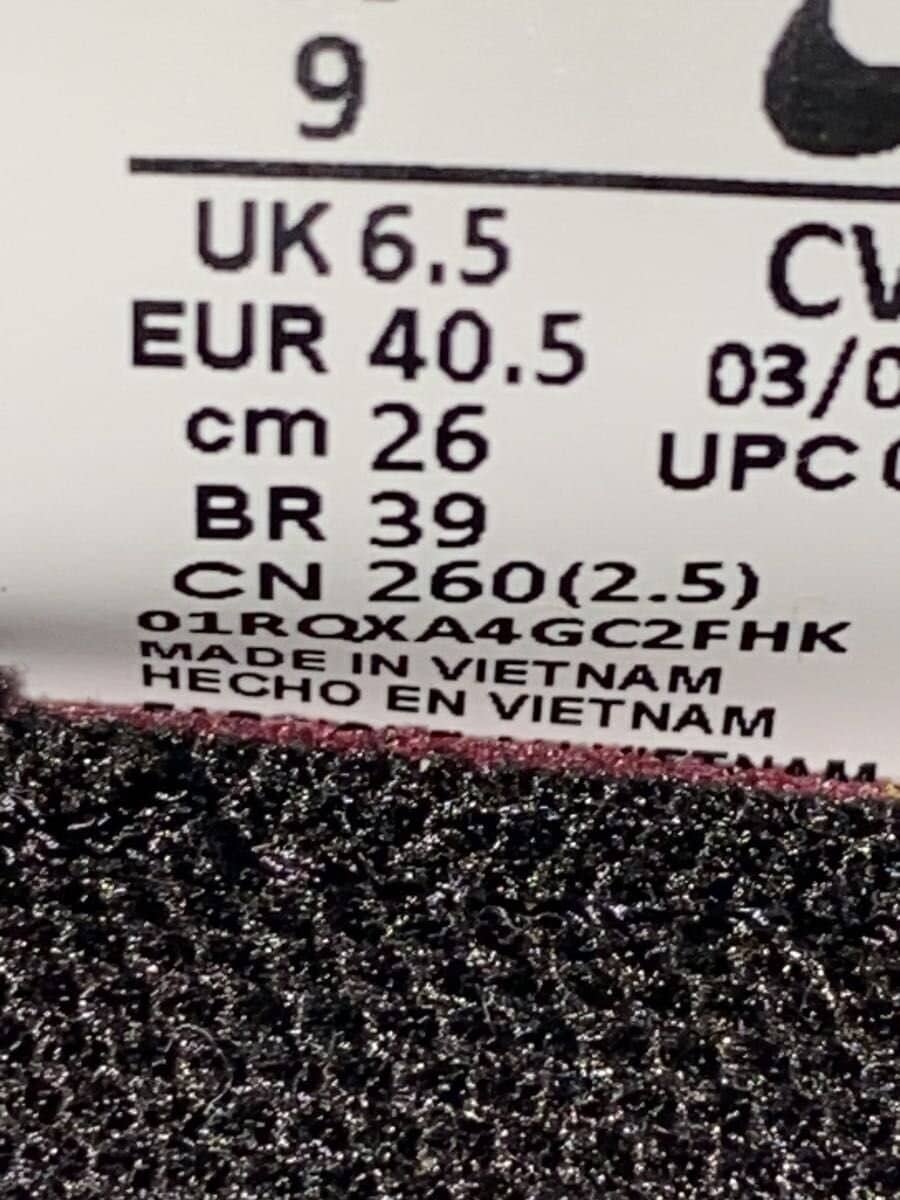 9
UK 6.5
EUR 40.5
cm 26
BR 39
CN 260(2.5)
01RQXA4GC2FHK
MADE IN VIETNAM
HECHO EN VIETNAM
CV
03/0
UPC 0